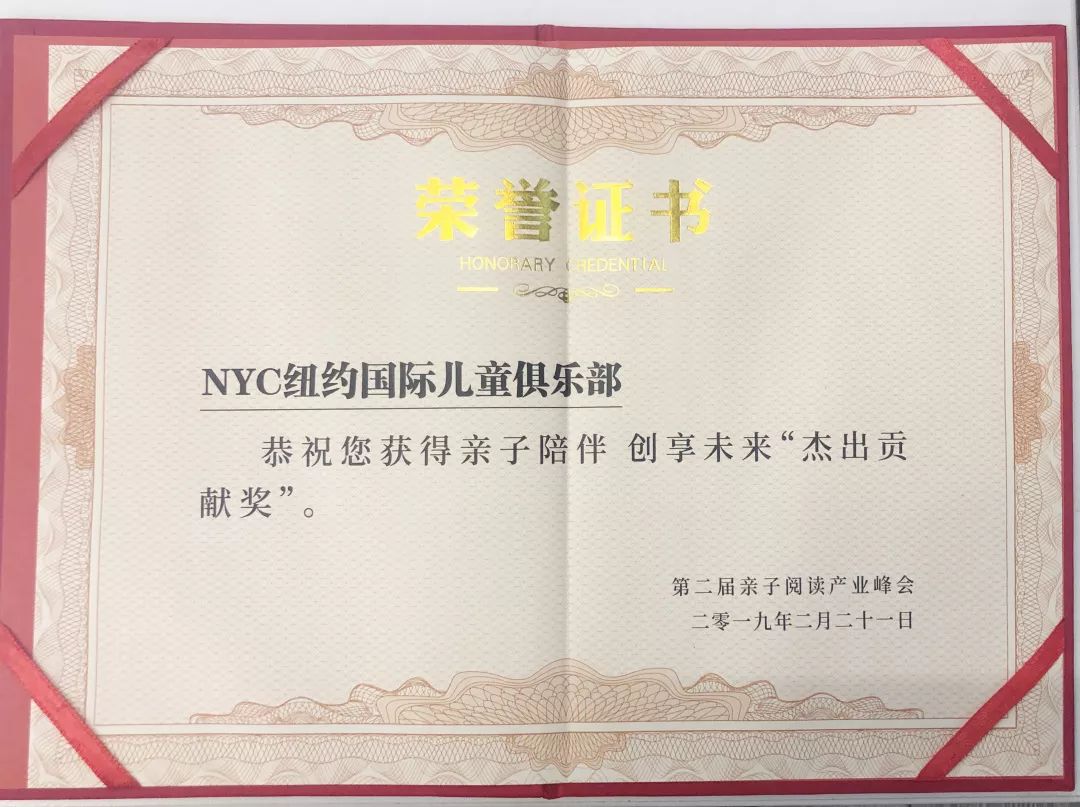 荣誉证书
HONORARY CREDENTIAL
NYC纽约国际儿童俱乐部
恭祝您获得亲子陪伴 创享未来“杰出贡
献奖”。
第二届亲子阅读产业峰会
二零一九年二月二十一日